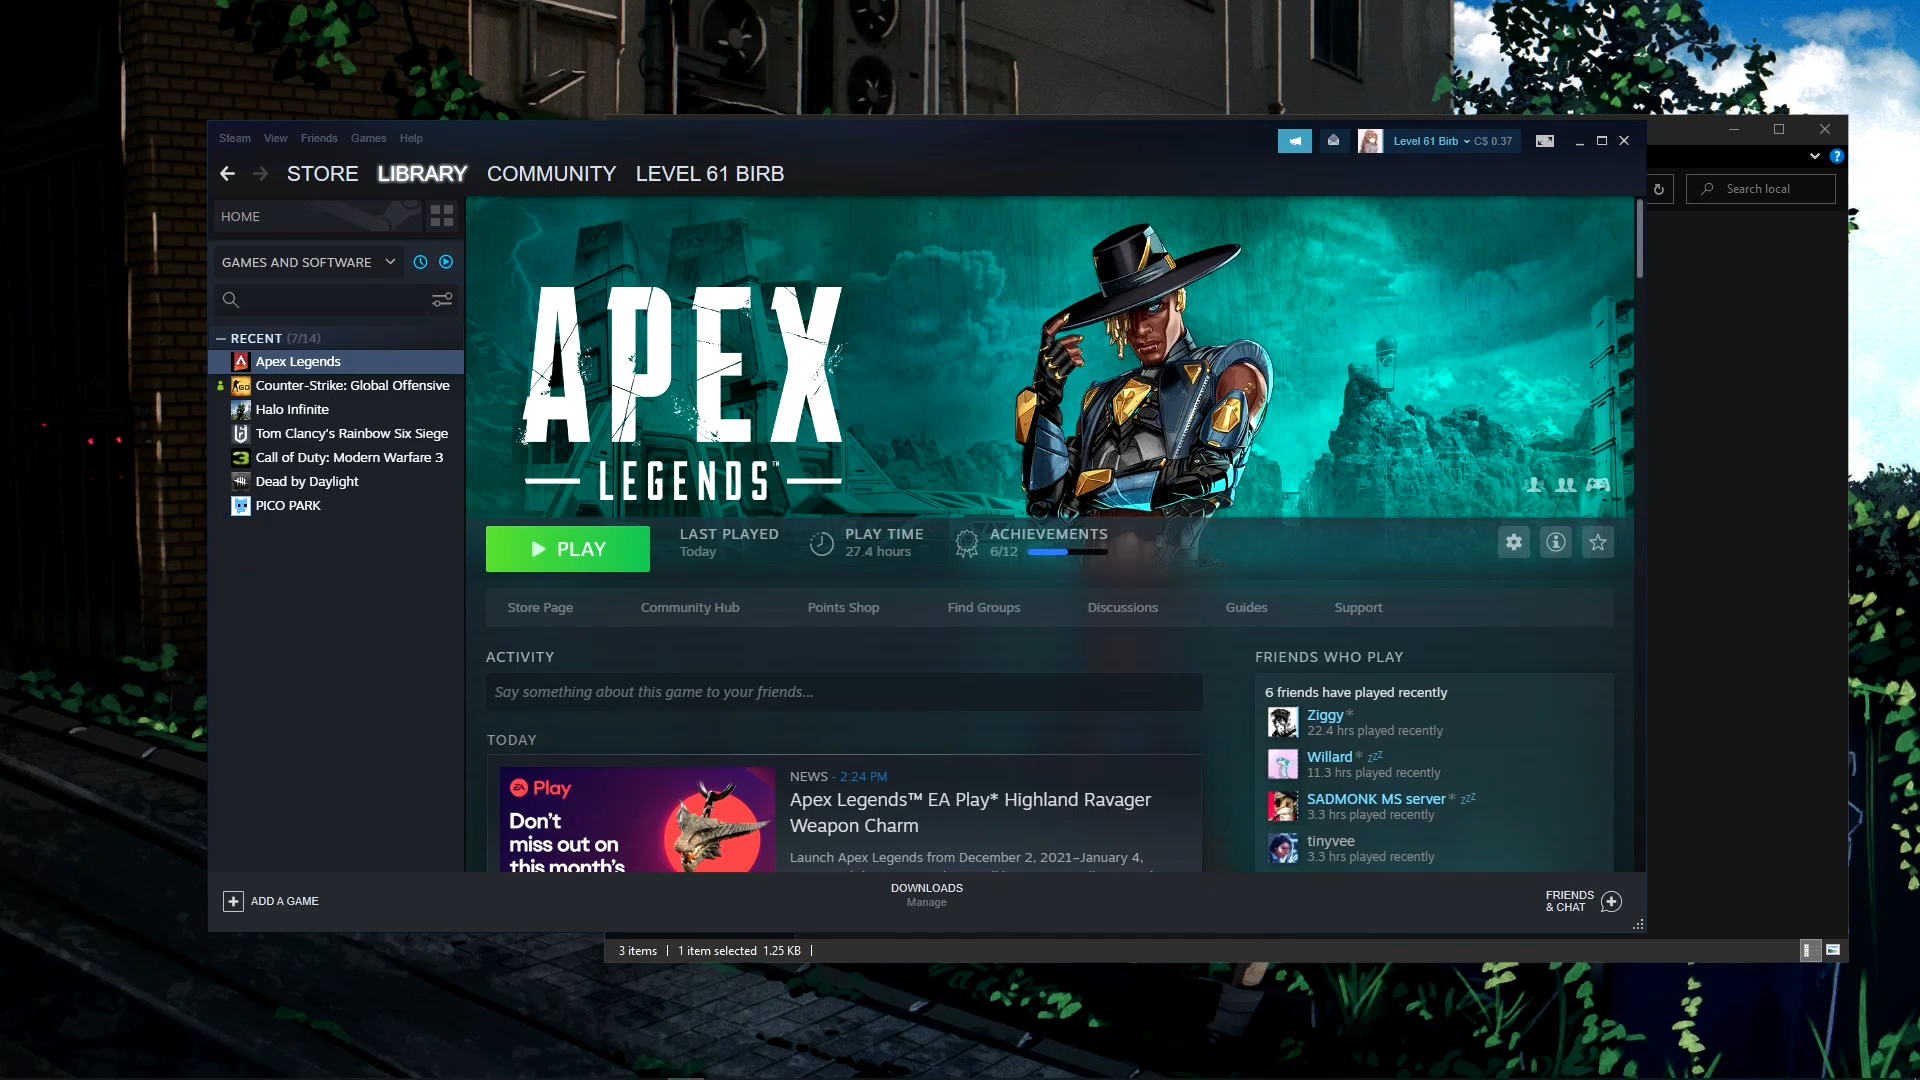 Steam View Friends Games Help
Level 61 Birb C$ 0.37
STORE LIBRARY COMMUNITY LEVEL 61 BIRB
Search local
HOME
GAMES AND SOFTWARE
RECENT (7/14)
Apex Legends
Counter-Strike: Global Offensive
Halo Infinite
Tom Clancy's Rainbow Six Siege
Call of Duty: Modern Warfare 3
Dead by Daylight
PICO PARK
APEX
LEGENDS™
PLAY
LAST PLAYED
Today
PLAY TIME
27.4 hours
ACHIEVEMENTS
6/12
Store Page Community Hub Points Shop Find Groups Discussions Guides Support
ACTIVITY
Say something about this game to your friends...
TODAY
EA Play
Don't
miss out on
this month's
NEWS - 2:24 PM
Apex Legends™ EA Play* Highland Ravager
Weapon Charm
Launch Apex Legends from December 2, 2021–January 4,
FRIENDS WHO PLAY
6 friends have played recently
Ziggy*
22.4 hrs played recently
Willard* zzZ
11.3 hrs played recently
SADMONK MS server* zzZ
3.3 hrs played recently
tinyvee
3.3 hrs played recently
ADD A GAME
DOWNLOADS
Manage
FRIENDS
& CHAT
3 items 1 item selected 1.25 KB